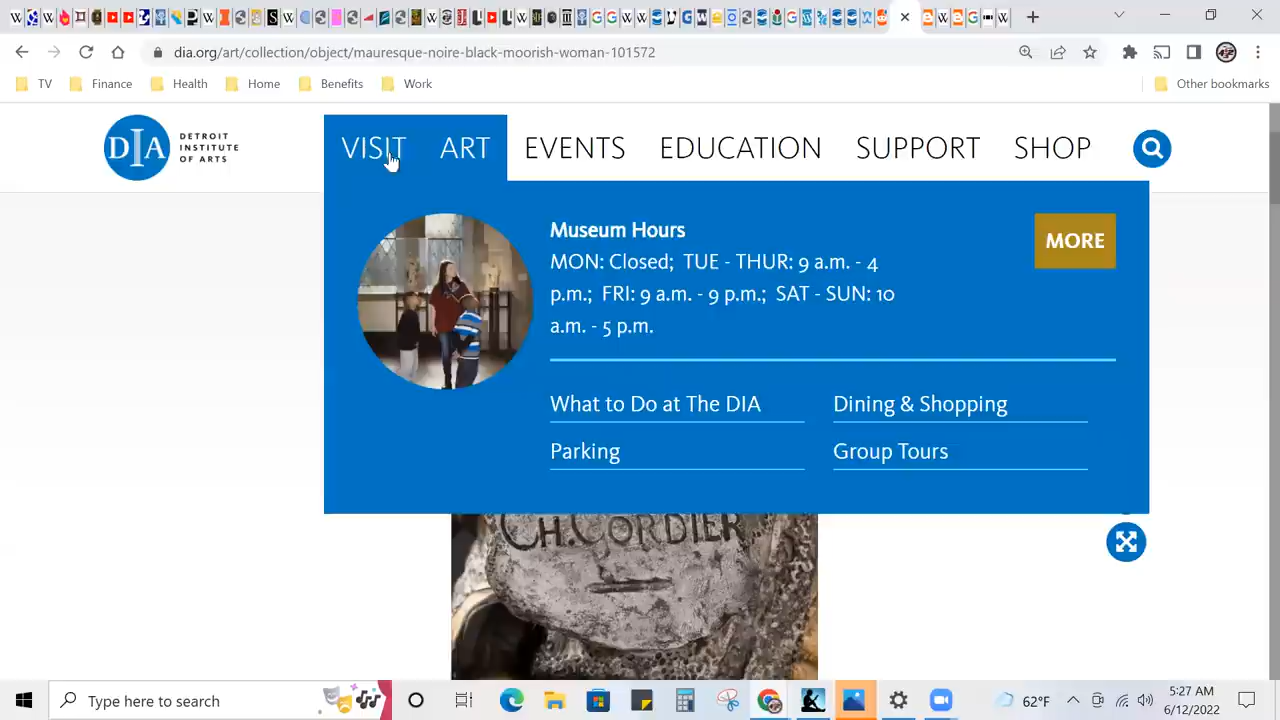 dia.org/art/collection/object/mauresque-noire-black-moorish-woman-101572
TV
Finance
Health
Home
Benefits
Work
Other bookmarks
DIA
DETROIT
INSTITUTE
OF ARTS
VISIT
ART
EVENTS
EDUCATION
SUPPORT
SHOP
Museum Hours
MON: Closed; TUE - THUR: 9 a.m. - 4
p.m.; FRI: 9 a.m. - 9 p.m.; SAT - SUN: 10
a.m. - 5 p.m.
MORE
What to Do at The DIA
Dining & Shopping
Parking
Group Tours
CH.CORDIER
Type here to search
62°F
5:27 AM
6/12/2022